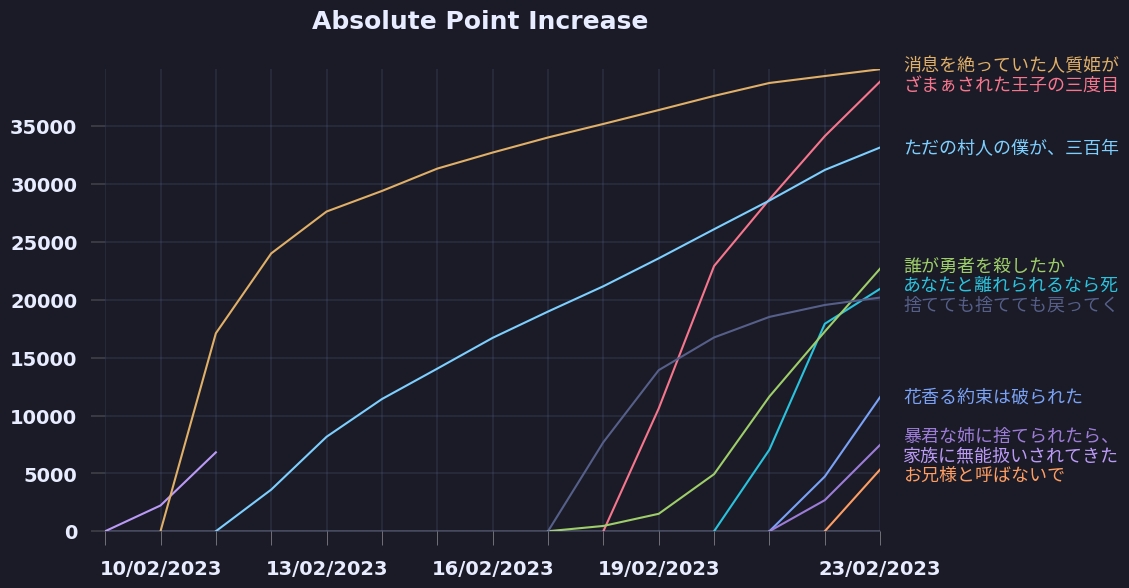 Absolute Point Increase
消息を絶っていた人質姫が
ざまぁされた王子の三度目
35000
ただの村人の僕が、三百年
30000
25000
誰が勇者を殺したか
あなたと離れられるなら死
20000
捨てても捨てても戻ってく
15000
花香る約束は破られた
10000
暴君な姉に捨てられたら、
家族に無能扱いされてきた
5000
お兄様と呼ばないで
0
10/02/2023 13/02/2023 16/02/2023 19/02/2023 23/02/2023